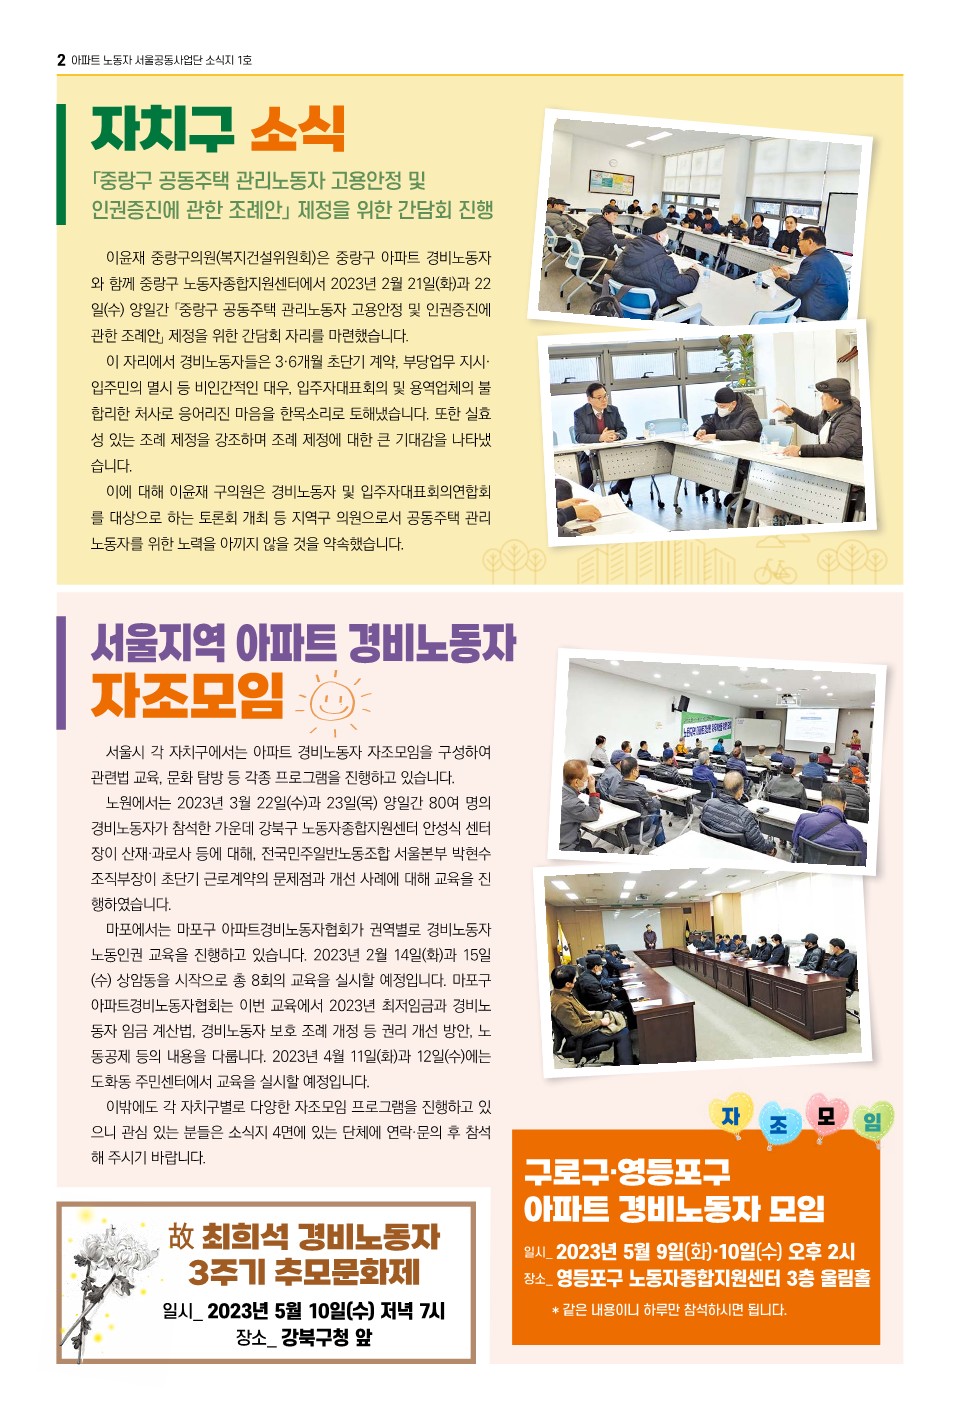 2 아파트 노동자 서울공동사업단 소식지 1호
자치구 소식
「중랑구 공동주택 관리노동자 고용안정 및
인권증진에 관한 조례안」 제정을 위한 간담회 진행
이윤재 중랑구의원(복지건설위원회)은 중랑구 아파트 경비노동자
와 함께 중랑구 노동자종합지원센터에서 2023년 2월 21일(화)과 22
일(수) 양일간 「중랑구 공동주택 관리노동자 고용안정 및 인권증진에
관한 조례안」 제정을 위한 간담회 자리를 마련했습니다.
이 자리에서 경비노동자들은 3·6개월 초단기 계약, 부당업무 지시·
입주민의 멸시 등 비인간적인 대우, 입주자대표회의 및 용역업체의 불
합리한 처사로 응어리진 마음을 한목소리로 토해냈습니다. 또한 실효
성 있는 조례 제정을 강조하며 조례 제정에 대한 큰 기대감을 나타냈
습니다.
이에 대해 이윤재 구의원은 경비노동자 및 입주자대표회의연합회
를 대상으로 하는 토론회 개최 등 지역구 의원으로서 공동주택 관리
노동자를 위한 노력을 아끼지 않을 것을 약속했습니다.
서울지역 아파트 경비노동자
자조모임
서울시 각 자치구에서는 아파트 경비노동자 자조모임을 구성하여
관련법 교육, 문화 탐방 등 각종 프로그램을 진행하고 있습니다.
노원에서는 2023년 3월 22일(수)과 23일(목) 양일간 80여 명의
경비노동자가 참석한 가운데 강북구 노동자종합지원센터 안성식 센터
장이 산재·과로사 등에 대해, 전국민주일반노동조합 서울본부 박현수
조직부장이 초단기 근로계약의 문제점과 개선 사례에 대해 교육을 진
행하였습니다.
마포에서는 마포구 아파트경비노동자협회가 권역별로 경비노동자
노동인권 교육을 진행하고 있습니다. 2023년 2월 14일(화)과 15일
(수) 상암동을 시작으로 총 8회의 교육을 실시할 예정입니다. 마포구
아파트경비노동자협회는 이번 교육에서 2023년 최저임금과 경비노
동자 임금 계산법, 경비노동자 보호 조례 개정 등 권리 개선 방안, 노
동공제 등의 내용을 다룹니다. 2023년 4월 11일(화)과 12일(수)에는
도화동 주민센터에서 교육을 실시할 예정입니다.
이밖에도 각 자치구별로 다양한 자조모임 프로그램을 진행하고 있
으니 관심 있는 분들은 소식지 4면에 있는 단체에 연락·문의 후 참석
해 주시기 바랍니다.
자조모임
구로구·영등포구
아파트 경비노동자 모임
일시_ 2023년 5월 9일(화)·10일(수) 오후 2시
장소_ 영등포구 노동자종합지원센터 3층 울림홀
* 같은 내용이니 하루만 참석하시면 됩니다.
故 최희석 경비노동자
3주기 추모문화제
일시_ 2023년 5월 10일(수) 저녁 7시
장소_ 강북구청 앞